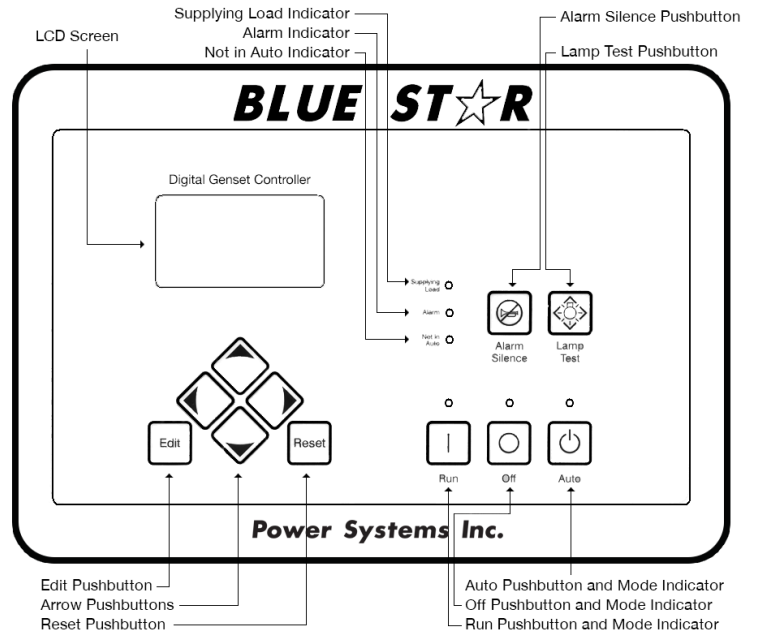 Supplying Load Indicator
Alarm Indicator
Not in Auto Indicator
LCD Screen
Alarm Silence Pushbutton
Lamp Test Pushbutton
BLUE ST☆R
Digital Genset Controller
Supplying
Load
Alarm
Not in
Auto
Alarm
Silence
Lamp
Test
Edit
Reset
Run
Off
Auto
Power Systems Inc.
Edit Pushbutton
Arrow Pushbuttons
Reset Pushbutton
Auto Pushbutton and Mode Indicator
Off Pushbutton and Mode Indicator
Run Pushbutton and Mode Indicator